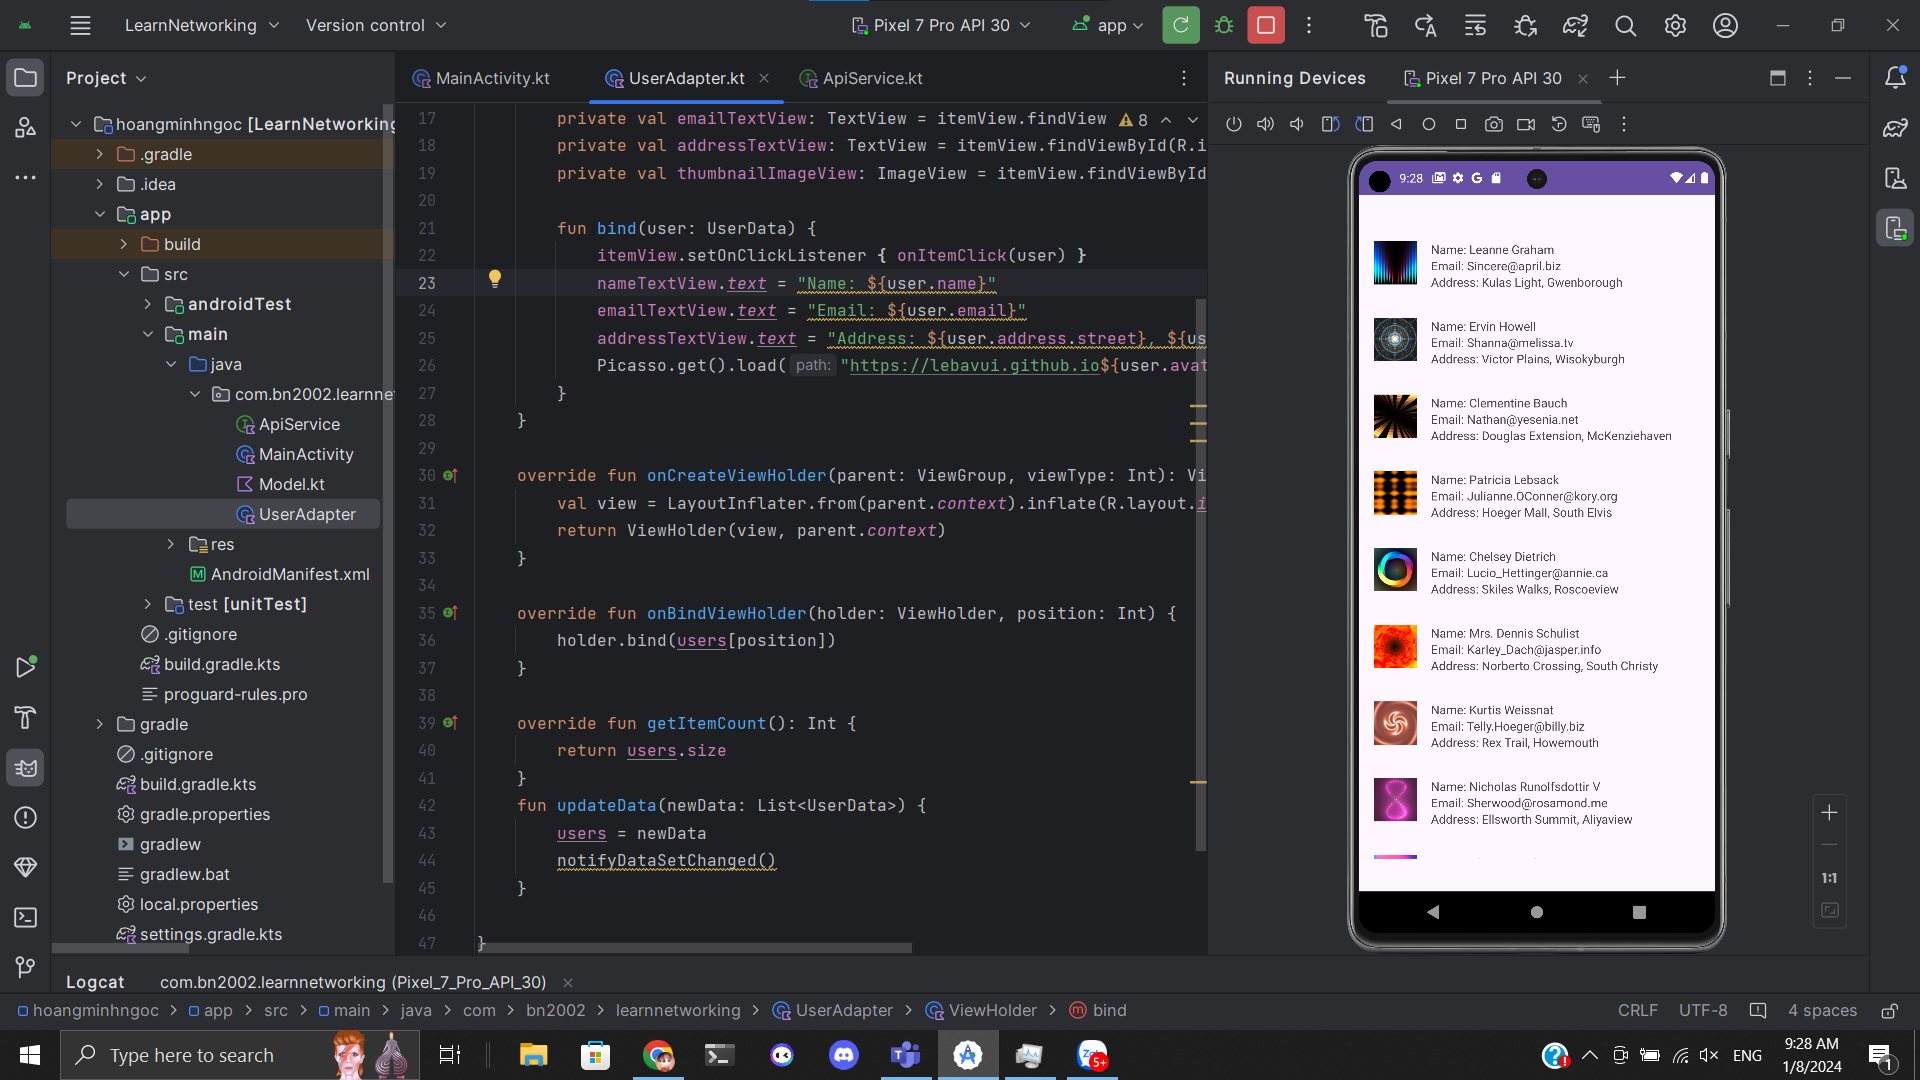 LearnNetworking
Version control
Pixel 7 Pro API 30
app
Project
MainActivity.kt
UserAdapter.kt
ApiService.kt
Running Devices
Pixel 7 Pro API 30
hoangminhngoc [LearnNetworking
.gradle
.idea
app
build
src
androidTest
main
java
com.bn2002.learnne
ApiService
MainActivity
Model.kt
UserAdapter
res
AndroidManifest.xml
test [unitTest]
.gitignore
build.gradle.kts
proguard-rules.pro
gradle
.gitignore
build.gradle.kts
gradle.properties
gradlew
gradlew.bat
local.properties
settings.gradle.kts
8
17 private val emailTextView: TextView = itemView.findView
18 private val addressTextView: TextView = itemView.findViewById(R.i
19 private val thumbnailImageView: ImageView = itemView.findViewById
20
21 fun bind(user: UserData) {
22 itemView.setOnClickListener { onItemClick(user) }
23 nameTextView.text = "Name: ${user.name}"
24 emailTextView.text = "Email: ${user.email}"
25 addressTextView.text = "Address: ${user.address.street}, ${us
26 Picasso.get().load( path: "https://lebavui.github.io${user.avat
27 }
28 }
29
30 override fun onCreateViewHolder(parent: ViewGroup, viewType: Int): Vi
31 val view = LayoutInflater.from(parent.context).inflate(R.layout.i
32 return ViewHolder(view, parent.context)
33 }
34
35 override fun onBindViewHolder(holder: ViewHolder, position: Int) {
36 holder.bind(users[position])
37 }
38
39 override fun getItemCount(): Int {
40 return users.size
41 }
42 fun updateData(newData: List<UserData>) {
43 users = newData
44 notifyDataSetChanged()
45 }
46
47 }
9:28
Name: Leanne Graham
Email: Sincere@april.biz
Address: Kulas Light, Gwenborough
Name: Ervin Howell
Email: Shanna@melissa.tv
Address: Victor Plains, Wisokyburgh
Name: Clementine Bauch
Email: Nathan@yesenia.net
Address: Douglas Extension, McKenziehaven
Name: Patricia Lebsack
Email: Julianne.OConner@kory.org
Address: Hoeger Mall, South Elvis
Name: Chelsey Dietrich
Email: Lucio_Hettinger@annie.ca
Address: Skiles Walks, Roscoeview
Name: Mrs. Dennis Schulist
Email: Karley_Dach@jasper.info
Address: Norberto Crossing, South Christy
Name: Kurtis Weissnat
Email: Telly.Hoeger@billy.biz
Address: Rex Trail, Howemouth
Name: Nicholas Runolfsdottir V
Email: Sherwood@rosamond.me
Address: Ellsworth Summit, Aliyaview
1:1
Logcat
com.bn2002.learnnetworking (Pixel_7_Pro_API_30)
hoangminhngoc > app > src > main > java > com > bn2002 > learnnetworking > UserAdapter > ViewHolder > bind
CRLF
UTF-8
4 spaces
Type here to search
5+
ENG
9:28 AM
1/8/2024
1